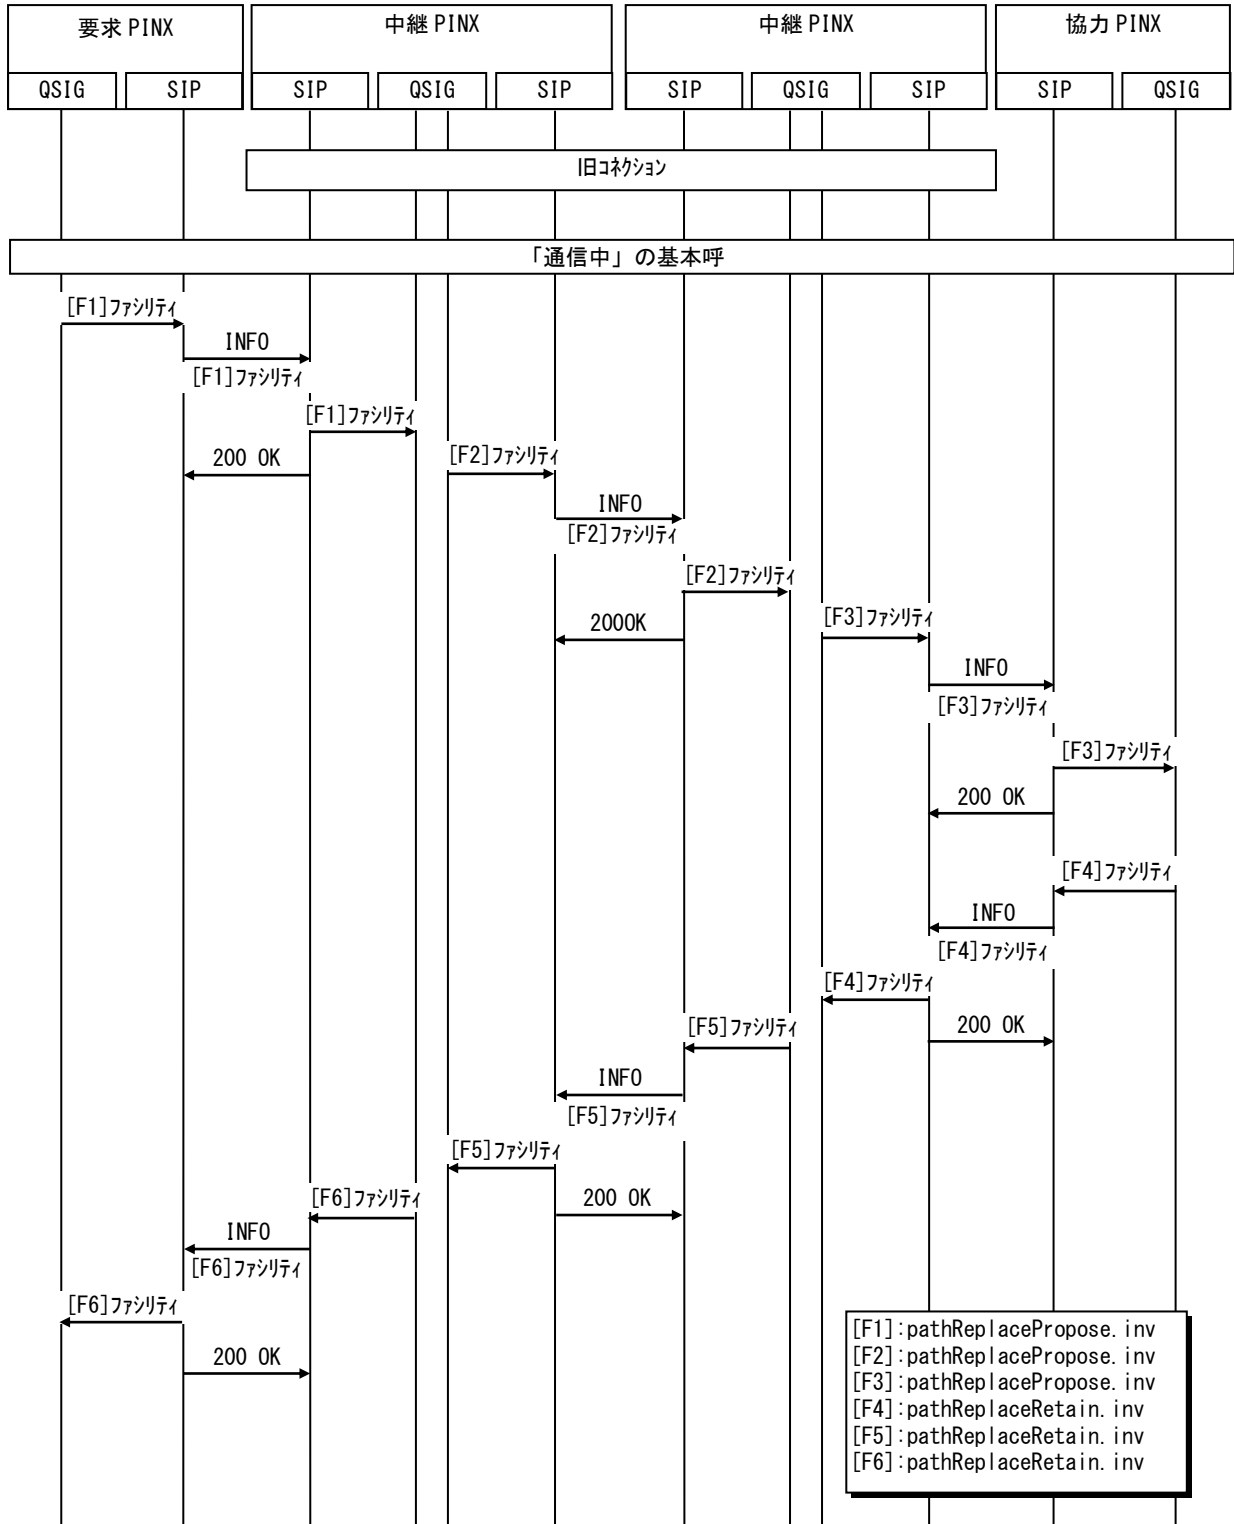 要求 PINX
中継 PINX
中継 PINX
協力 PINX
QSIG
SIP
SIP
QSIG
SIP
SIP
QSIG
SIP
SIP
QSIG
旧ｺﾈｸｼｮﾝ
「通信中」の基本呼
[F1]ﾌｧｼﾘﾃｨ
INFO
[F1]ﾌｧｼﾘﾃｨ
[F1]ﾌｧｼﾘﾃｨ
200 OK
[F2]ﾌｧｼﾘﾃｨ
INFO
[F2]ﾌｧｼﾘﾃｨ
[F2]ﾌｧｼﾘﾃｨ
200OK
[F3]ﾌｧｼﾘﾃｨ
INFO
[F3]ﾌｧｼﾘﾃｨ
[F3]ﾌｧｼﾘﾃｨ
200 OK
[F4]ﾌｧｼﾘﾃｨ
INFO
[F4]ﾌｧｼﾘﾃｨ
[F4]ﾌｧｼﾘﾃｨ
200 OK
[F5]ﾌｧｼﾘﾃｨ
INFO
[F5]ﾌｧｼﾘﾃｨ
[F5]ﾌｧｼﾘﾃｨ
200 OK
[F6]ﾌｧｼﾘﾃｨ
INFO
[F6]ﾌｧｼﾘﾃｨ
[F6]ﾌｧｼﾘﾃｨ
200 OK
[F1]:pathReplacePropose.inv
[F2]:pathReplacePropose.inv
[F3]:pathReplacePropose.inv
[F4]:pathReplaceRetain.inv
[F5]:pathReplaceRetain.inv
[F6]:pathReplaceRetain.inv